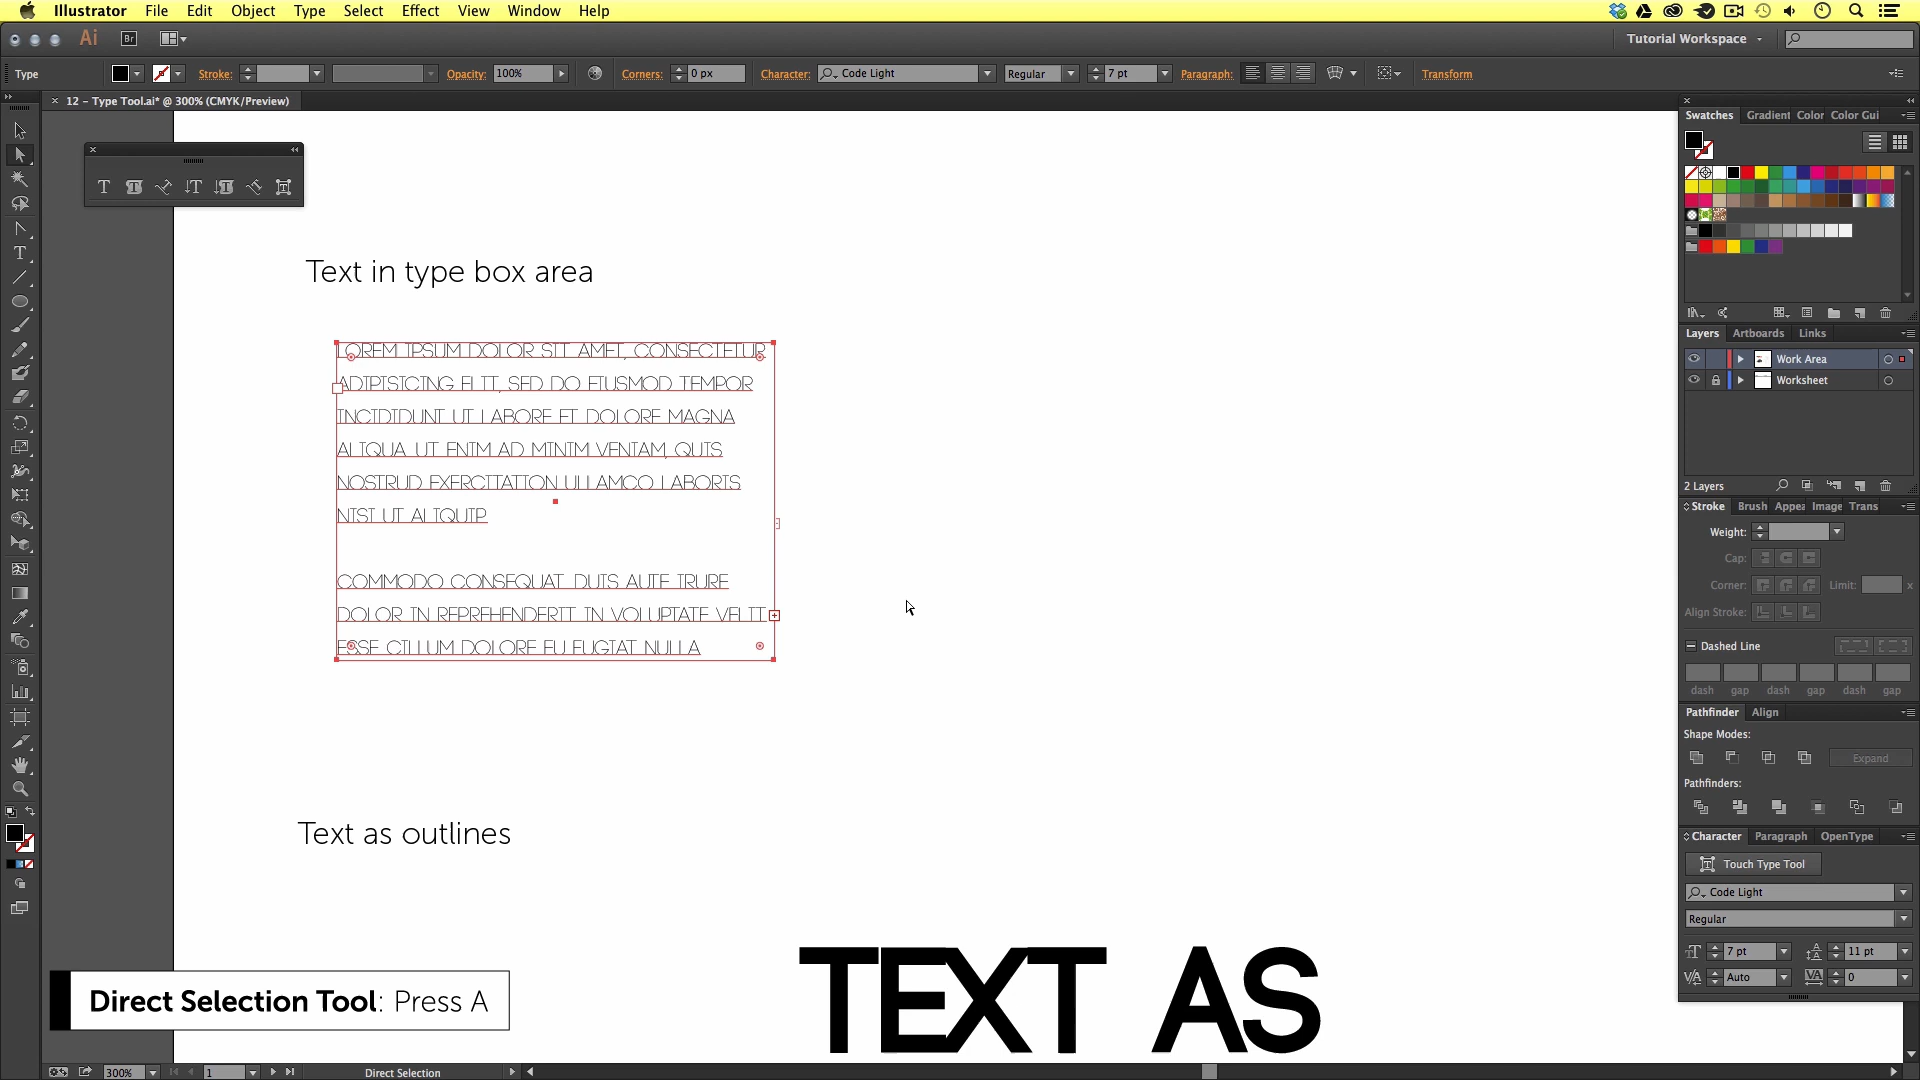 Illustrator File Edit Object Type Select Effect View Window Help
Ai Br Tutorial Workspace
Type Stroke: Opacity: 100% Corners: 0 px Character: Code Light Regular 7 pt Paragraph: Transform
12 – Type Tool.ai* @ 300% (CMYK/Preview)
Swatches Gradient Color Color Gui
Text in type box area
LOREM IPSUM DOLOR SIT AMET, CONSECTETUR
ADIPISICING ELIT, SED DO EIUSMOD TEMPOR
INCIDIDUNT UT LABORE ET DOLORE MAGNA
ALIQUA. UT ENIM AD MINIM VENIAM, QUIS
NOSTRUD EXERCITATION ULLAMCO LABORIS
NISI UT ALIQUIP.
COMMODO CONSEQUAT. DUIS AUTE IRURE
DOLOR IN REPREHENDERIT IN VOLUPTATE VELIT
ESSE CILLUM DOLORE EU FUGIAT NULLA
Text as outlines
TEXT AS
Direct Selection Tool: Press A
Layers Artboards Links
Work Area
Worksheet
2 Layers
Stroke Brush Appea Image Trans
Weight:
Cap:
Corner: Limit: x
Align Stroke:
Dashed Line
dash gap dash gap dash gap
Pathfinder Align
Shape Modes:
Expand
Pathfinders:
Character Paragraph OpenType
Touch Type Tool
Code Light
Regular
7 pt 11 pt
Auto 0
300% 1 Direct Selection